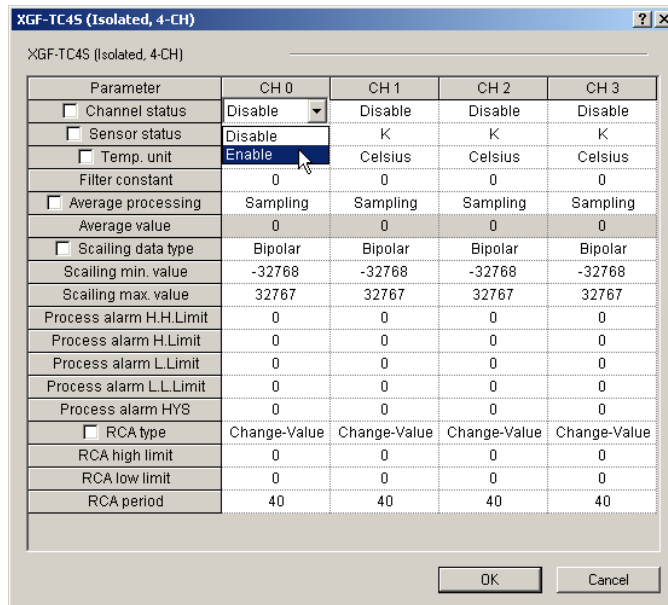 XGF-TC4S (Isolated, 4-CH)
XGF-TC4S (Isolated, 4-CH)
Parameter CH 0 CH 1 CH 2 CH 3
Channel status Disable Disable Disable Disable
Sensor status Disable K K K
Temp. unit Enable Celsius Celsius Celsius
Filter constant 0 0 0 0
Average processing Sampling Sampling Sampling Sampling
Average value 0 0 0 0
Scailing data type Bipolar Bipolar Bipolar Bipolar
Scailing min. value -32768 -32768 -32768 -32768
Scailing max. value 32767 32767 32767 32767
Process alarm H.H.Limit 0 0 0 0
Process alarm H.Limit 0 0 0 0
Process alarm L.Limit 0 0 0 0
Process alarm L.L.Limit 0 0 0 0
Process alarm HYS 0 0 0 0
RCA type Change-Value Change-Value Change-Value Change-Value
RCA high limit 0 0 0 0
RCA low limit 0 0 0 0
RCA period 40 40 40 40
OK Cancel